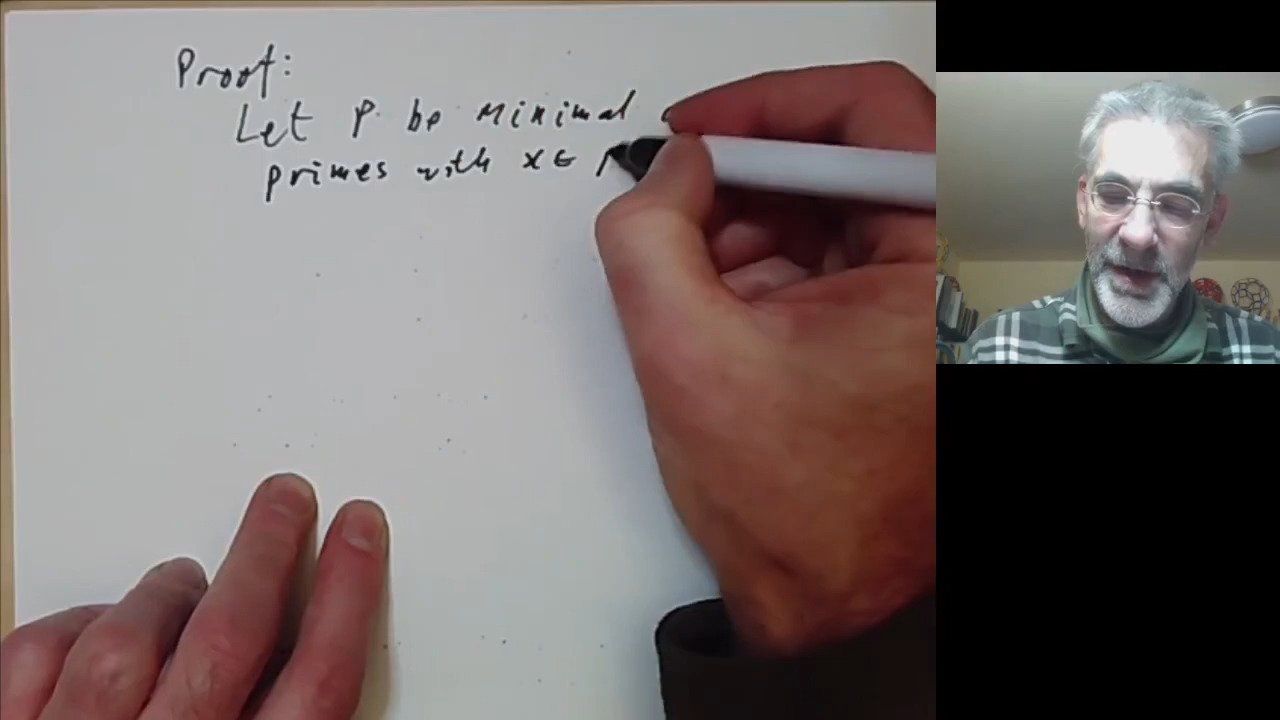 Proof:
Let P be minimal
primes with x ∈